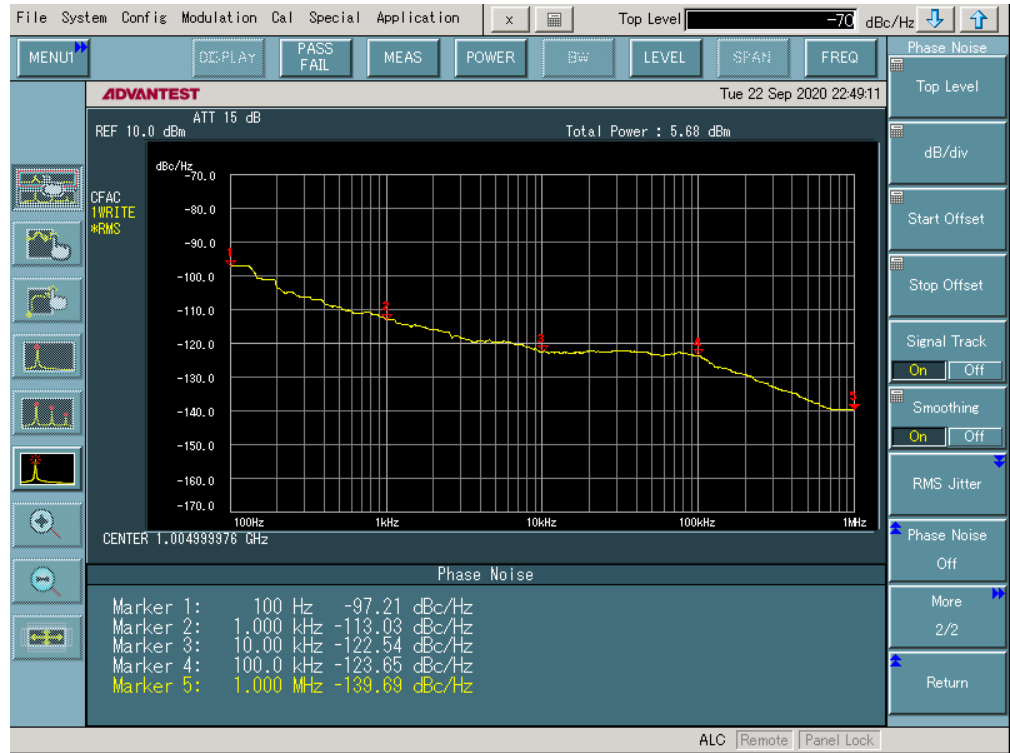 File System Config Modulation Cal Special Application x Top Level -70 dBc/Hz
MENU1 DISPLAY PASS FAIL MEAS POWER BW LEVEL SPAN FREQ
Phase Noise
ADVANTEST Tue 22 Sep 2020 22:49:11
Top Level
ATT 15 dB
REF 10.0 dBm Total Power : 5.68 dBm
dB/div
dBc/Hz
-70.0
CFAC
1WRITE
*RMS
-80.0
-90.0
-100.0
-110.0
-120.0
-130.0
-140.0
-150.0
-160.0
-170.0
1
2
3
4
5
100Hz 1kHz 10kHz 100kHz 1MHz
CENTER 1.004999976 GHz
Start Offset
Stop Offset
Signal Track
On Off
Smoothing
On Off
RMS Jitter
Phase Noise
Off
More
2/2
Return
Phase Noise
Marker 1: 100 Hz -97.21 dBc/Hz
Marker 2: 1.000 kHz -113.03 dBc/Hz
Marker 3: 10.00 kHz -122.54 dBc/Hz
Marker 4: 100.0 kHz -123.65 dBc/Hz
Marker 5: 1.000 MHz -139.69 dBc/Hz
ALC Remote Panel Lock